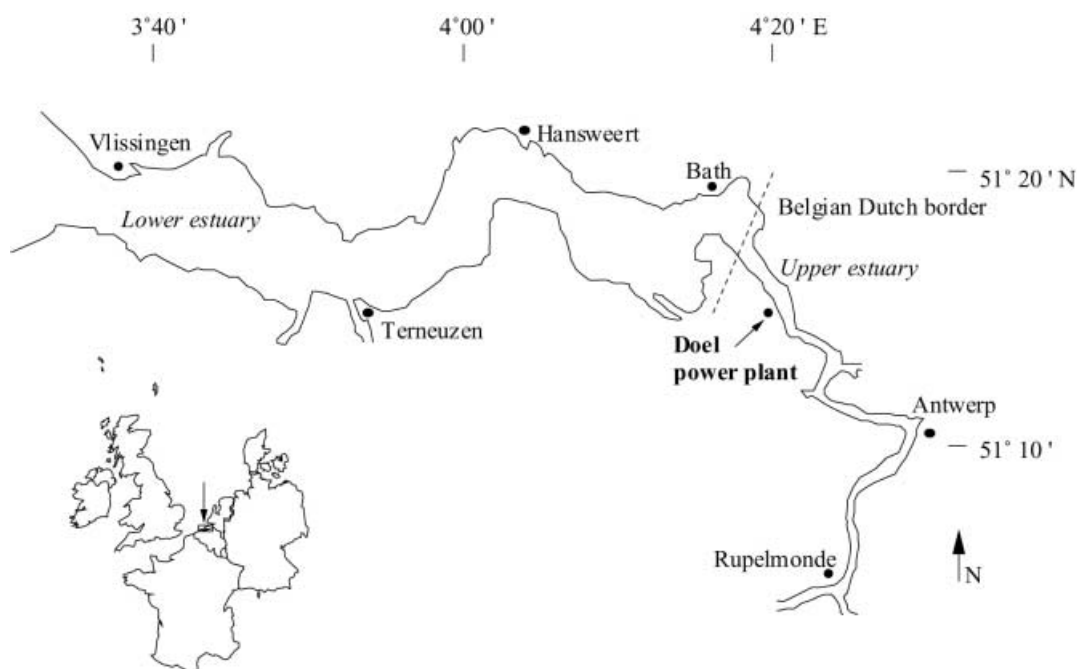 3°40'
4°00'
4°20' E
Vlissingen
Hansweert
Bath
51° 20' N
Belgian Dutch border
Lower estuary
Upper estuary
Terneuzen
Doel
power plant
Antwerp
51° 10'
Rupelmonde
N